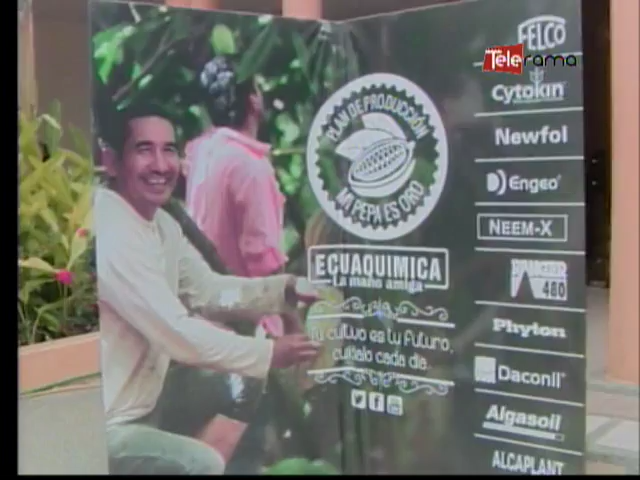 FELCO
Telerama
Cytokin
Newfol
Engeo
NEEM-X
480
Phyton
Daconil
Algasoil
ALCAPLANT
PLAN DE PRODUCCIÓN
MI PEPA ES ORO
ECUAQUIMICA
La mano amiga
Tu cultivo es tu futuro,
cuídalo cada día.